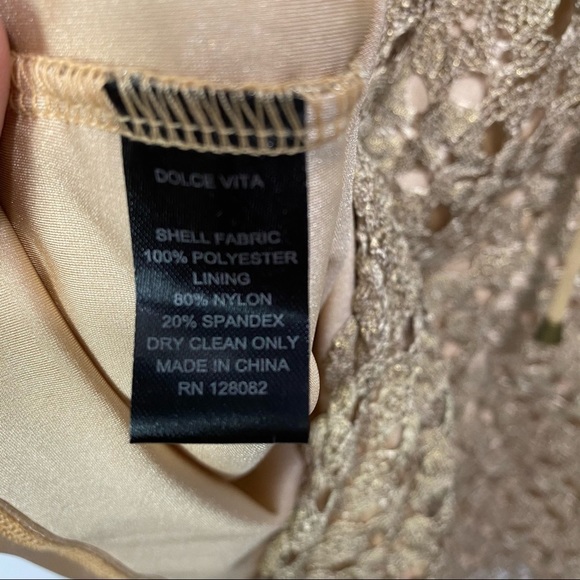 DOLCE VITA
SHELL FABRIC
100% POLYESTER
LINING
80% NYLON
20% SPANDEX
DRY CLEAN ONLY
MADE IN CHINA
RN 128082